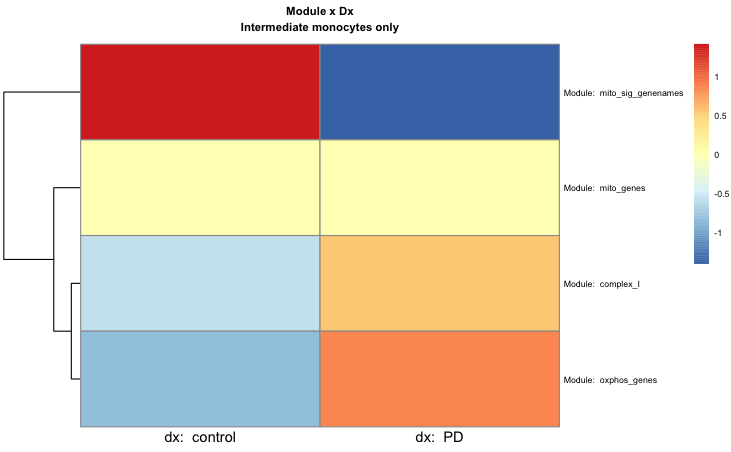 Module x Dx
Intermediate monocytes only
Module: mito_sig_genenames
Module: mito_genes
Module: complex_I
Module: oxphos_genes
dx: control
dx: PD
1
0.5
0
-0.5
-1